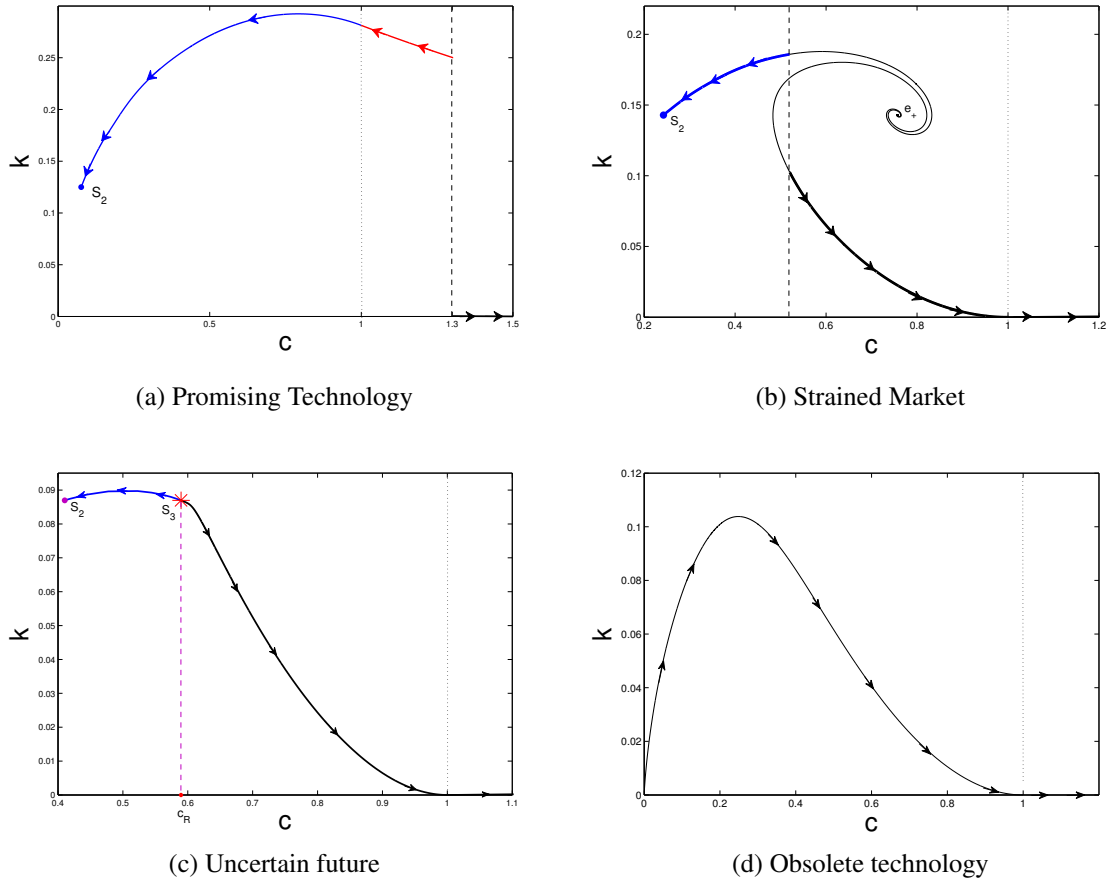 0.25
0.2
0.15
0.1
0.05
0
k
S2
0 0.5 1 1.3 1.5
c
(a) Promising Technology
0.2
0.15
0.1
0.05
0
k
S2
e
0.2 0.4 0.6 0.8 1 1.2
c
(b) Strained Market
0.09
0.08
0.07
0.06
0.05
0.04
0.03
0.02
0.01
0
k
S2
S3
0.4 0.5 0.6 0.7 0.8 0.9 1 1.1
cR
c
(c) Uncertain future
0.12
0.1
0.08
0.06
0.04
0.02
0
k
0 0.2 0.4 0.6 0.8 1
c
(d) Obsolete technology